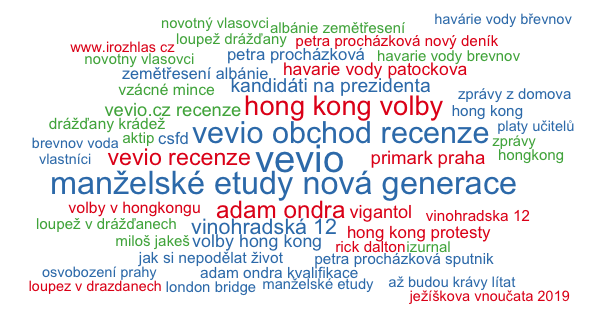 novotný vlasovci
albánie zemětřesení
havárie vody břevnov
www.irozhlas cz
loupež drážďany
petra procházková nový deník
novotny vlasovci
petra procházková
havarie vody brevnov
zemětřesení albánie
havarie vody patockova
vzácné mince
kandidáti na prezidenta
zprávy z domova
vevio.cz recenze
hong kong volby
hong kong
drážďany krádež
aktip
csfd
vevio obchod recenze
platy učitelů
brevnov voda
zprávy
vlastníci
vevio recenze
vevio
primark praha
hongkong
manželské etudy nová generace
volby v hongkongu
adam ondra
vigantol
vinohradska 12
loupež v drážďanech
vinohradská 12
hong kong protesty
miloš jakeš
volby hong kong
rick dalton
izurnal
jak si nepodělat život
petra procházková sputnik
osvobození prahy
adam ondra kvalifikace
až budou krávy lítat
loupez v drazdanech
london bridge
manželské etudy
ježíškova vnoučata 2019